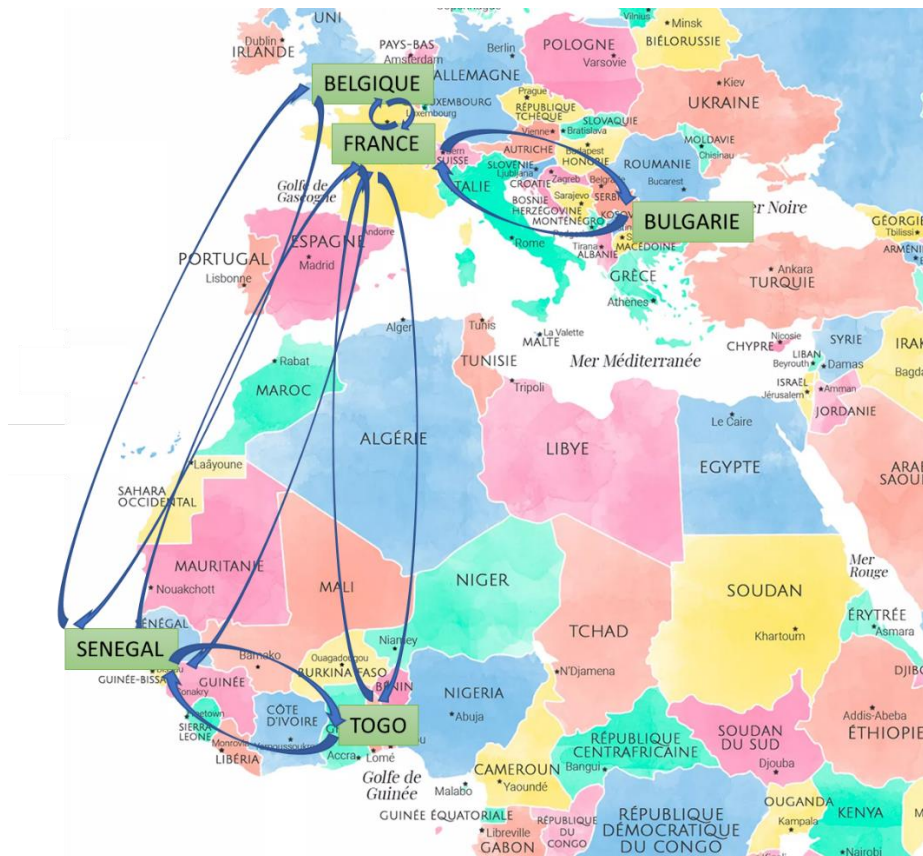 UNI
Dublin
IRLANDE
PAYS-BAS
Amsterdam
Berlin
POLOGNE
Varsovie
Vilnius
Minsk
BIÉLORUSSIE
BELGIQUE
ALLEMAGNE
Luxembourg
Prague
RÉPUBLIQUE
TCHÈQUE
Kiev
UKRAINE
SLOVAQUIE
Bratislava
Vienne
MOLDAVIE
Chisinau
FRANCE
SUISSE
AUTRICHE
Budapest
HONGRIE
SLOVÉNIE
Ljubljana
Zagreb
CROATIE
ROUMANIE
Bucarest
Belgrade
Golfe de
Gascogne
ITALIE
BOSNIE
HERZÉGOVINE
Sarajevo
MONTÉNÉGRO
BULGARIE
er Noire
GÉORGIE
Tbilissi
Andorre
ESPAGNE
Madrid
PORTUGAL
Lisbonne
Rome
Tirana
ALBANIE
MACÉDOINE
GRÈCE
Athènes
Ankara
TURQUIE
Alger
Tunis
La Valette
MALTE
Mer Méditerranée
Nicosie
CHYPRE
SYRIE
LIBAN
Beyrouth
Damas
IRAK
Bagda
Rabat
MAROC
TUNISIE
Tripoli
ISRAEL
Jérusalem
Amman
JORDANIE
ALGÉRIE
LIBYE
Le Caire
EGYPTE
ARA
SAOU
Laâyoune
SAHARA
OCCIDENTAL
MAURITANIE
Nouakchott
MALI
NIGER
TCHAD
SOUDAN
Khartoum
Mer
Rouge
ÉRYTRÉE
Asmara
SÉNÉGAL
SENEGAL
Bamako
Ouagadougou
BURKINA FASO
Niamey
N'Djamena
DJIBO
GUINÉE-BISSA
GUINÉE
Conakry
BÉNIN
NIGERIA
Abuja
CÔTE
D'IVOIRE
TOGO
SIERRA
LEONE
Monrovia
LIBÉRIA
Accra
Lomé
Golfe de
Guinée
CAMEROUN
Yaoundé
Malabo
RÉPUBLIQUE
CENTRAFRICAINE
Bangui
SOUDAN
DU SUD
Djouba
Addis-Abeba
ÉTHIOPIE
GUINÉE ÉQUATORIALE
Libreville
GABON
RÉPUBLIQUE
DU
CONGO
RÉPUBLIQUE
DÉMOCRATIQUE
DU CONGO
OUGANDA
Kampala
KENYA
Nairobi